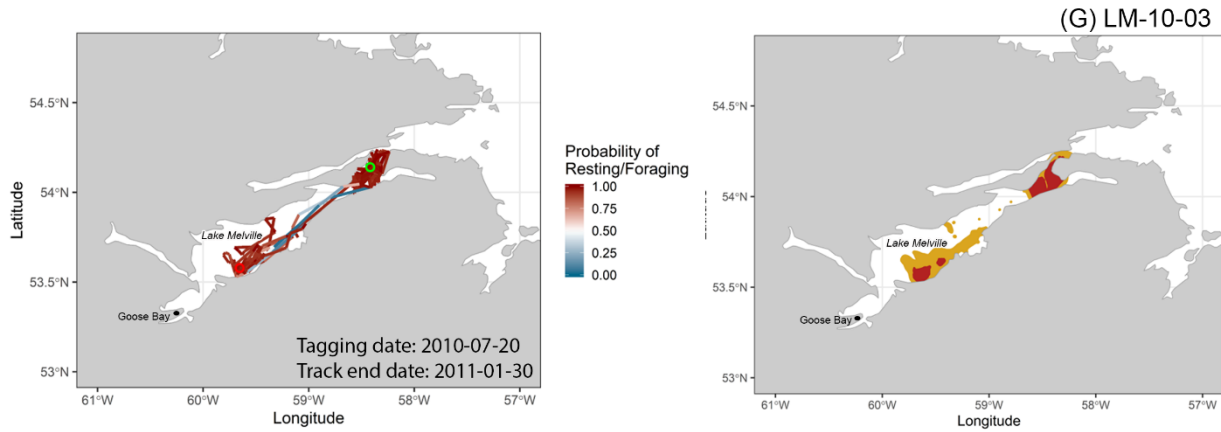 (G) LM-10-03
54.5°N
54°N
53.5°N
53°N
Latitude
Lake Melville
Goose Bay
Tagging date: 2010-07-20
Track end date: 2011-01-30
61°W
60°W
59°W
58°W
57°W
Longitude
Probability of
Resting/Foraging
1.00
0.75
0.50
0.25
0.00
54.5°N
54°N
53.5°N
53°N
Lake Melville
Goose Bay
61°W
60°W
59°W
58°W
57°W
Longitude